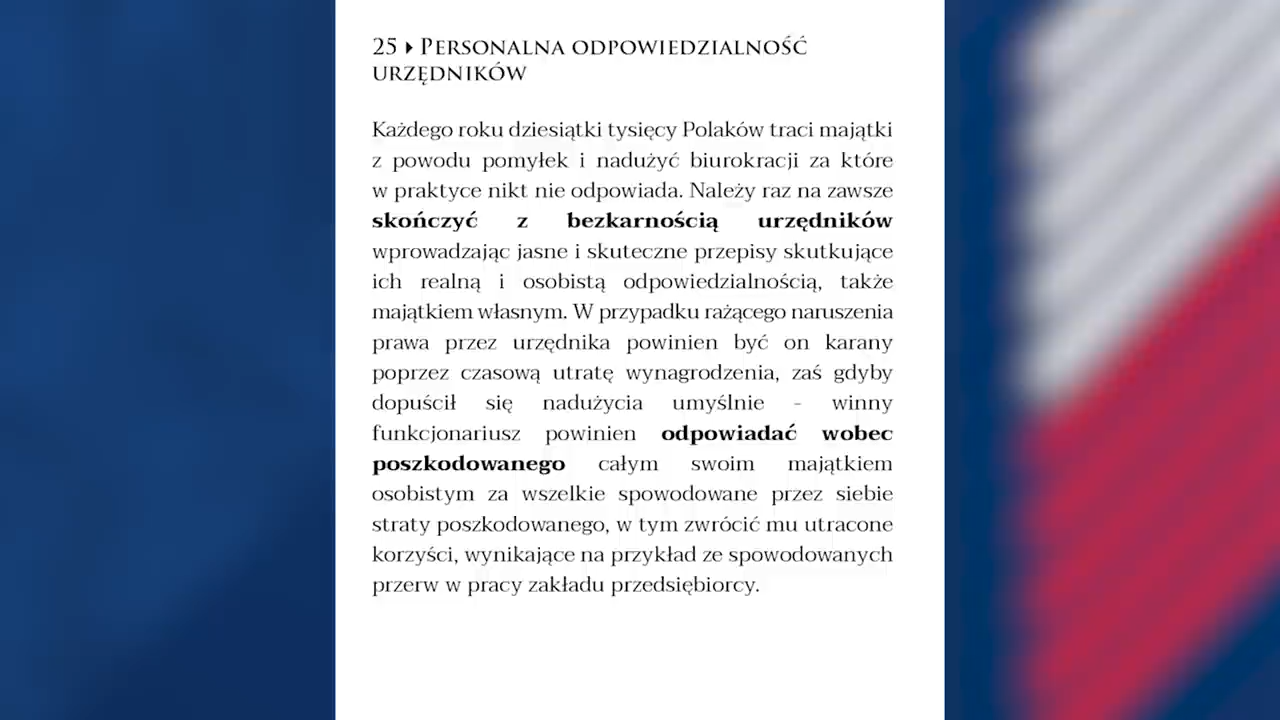 25 ▸ Personalna odpowiedzialność
urzędników
Każdego roku dziesiątki tysięcy Polaków traci majątki
z powodu pomyłek i nadużyć biurokracji za które
w praktyce nikt nie odpowiada. Należy raz na zawsze
skończyć z bezkarnością urzędników
wprowadzając jasne i skuteczne przepisy skutkujące
ich realną i osobistą odpowiedzialnością, także
majątkiem własnym. W przypadku rażącego naruszenia
prawa przez urzędnika powinien być on karany
poprzez czasową utratę wynagrodzenia, zaś gdyby
dopuścił się nadużycia umyślnie - winny
funkcjonariusz powinien odpowiadać wobec
poszkodowanego całym swoim majątkiem
osobistym za wszelkie spowodowane przez siebie
straty poszkodowanego, w tym zwrócić mu utracone
korzyści, wynikające na przykład ze spowodowanych
przerw w pracy zakładu przedsiębiorcy.